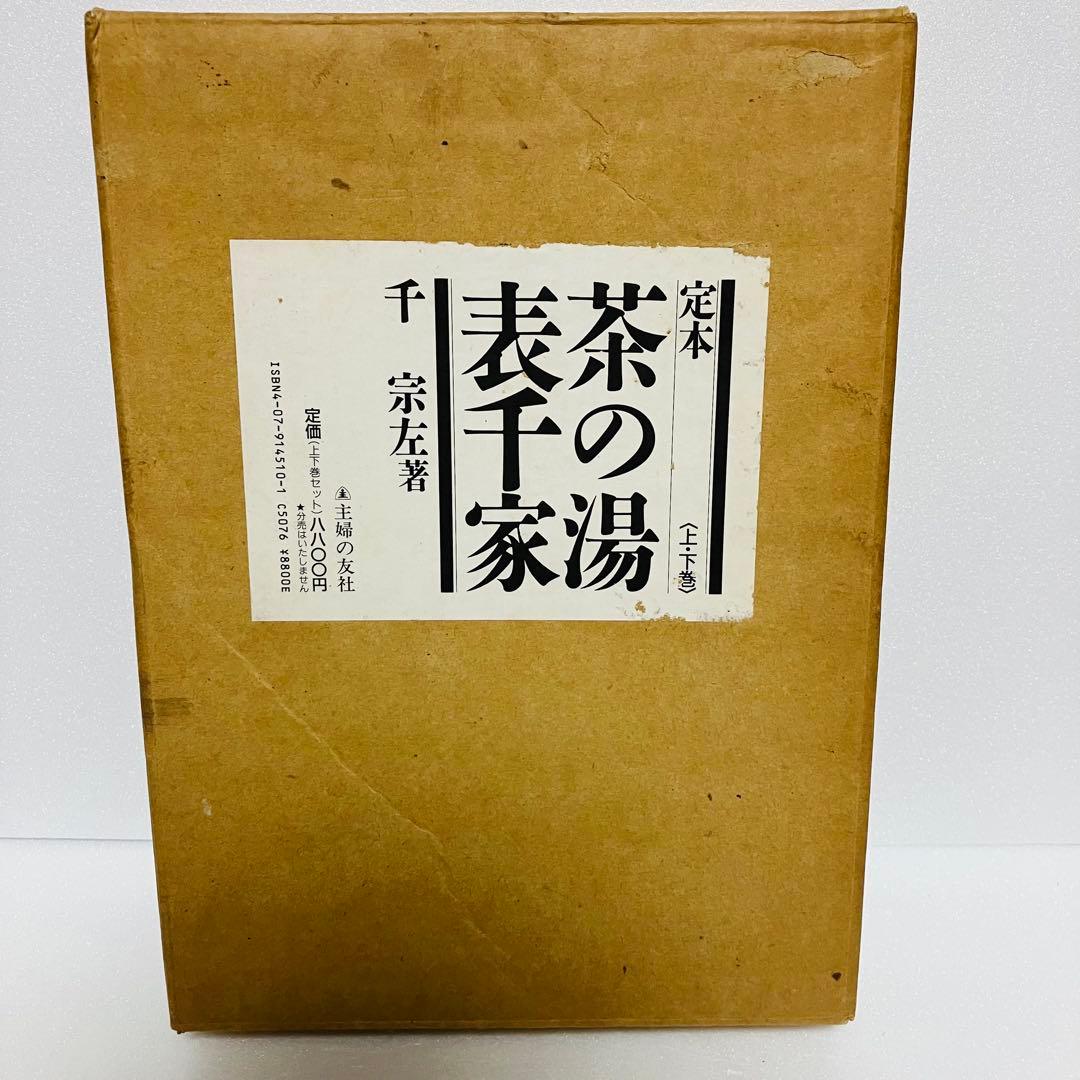 定本
〈上・下巻〉
茶の湯
表千家
千 宗左著
主 主婦の友社
定価(上下巻セット)八八〇〇円
★分売はいたしません
ISBN4-07-914510-1 C5076 ¥8800E